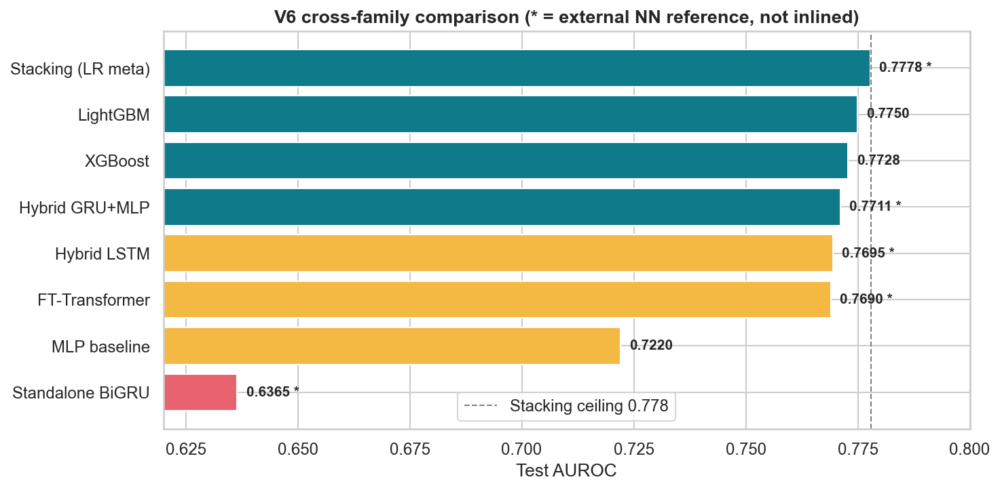 V6 cross-family comparison (* = external NN reference, not inlined)
Stacking (LR meta)
0.7778 *
LightGBM
0.7750
XGBoost
0.7728
Hybrid GRU+MLP
0.7711 *
Hybrid LSTM
0.7695 *
FT-Transformer
0.7690 *
MLP baseline
0.7220
Standalone BiGRU
0.6365 *
Stacking ceiling 0.778
0.625 0.650 0.675 0.700 0.725 0.750 0.775 0.800
Test AUROC